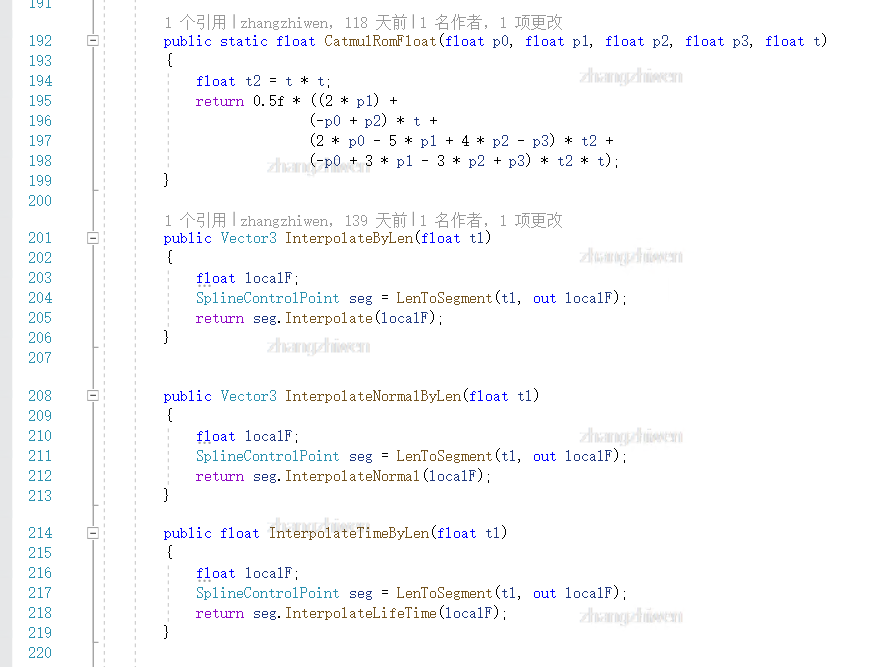 191
1 个引用|zhangzhiwen，118 天前|1 名作者，1 项更改
192 public static float CatmulRomFloat(float p0, float p1, float p2, float p3, float t)
193 {
194 float t2 = t * t;
195 return 0.5f * ((2 * p1) +
196 (-p0 + p2) * t +
197 (2 * p0 - 5 * p1 + 4 * p2 - p3) * t2 +
198 (-p0 + 3 * p1 - 3 * p2 + p3) * t2 * t);
199 }
200
1 个引用|zhangzhiwen，139 天前|1 名作者，1 项更改
201 public Vector3 InterpolateByLen(float tl)
202 {
203 float localF;
204 SplineControlPoint seg = LenToSegment(tl, out localF);
205 return seg.Interpolate(localF);
206 }
207
208 public Vector3 InterpolateNormalByLen(float tl)
209 {
210 float localF;
211 SplineControlPoint seg = LenToSegment(tl, out localF);
212 return seg.InterpolateNormal(localF);
213 }
214 public float InterpolateTimeByLen(float tl)
215 {
216 float localF;
217 SplineControlPoint seg = LenToSegment(tl, out localF);
218 return seg.InterpolateLifeTime(localF);
219 }
220
zhangzhiwen
zhangzhiwen
zhangzhiwen
zhangzhiwen
zhangzhiwen
zhangzhiwen
zhangzhiwen